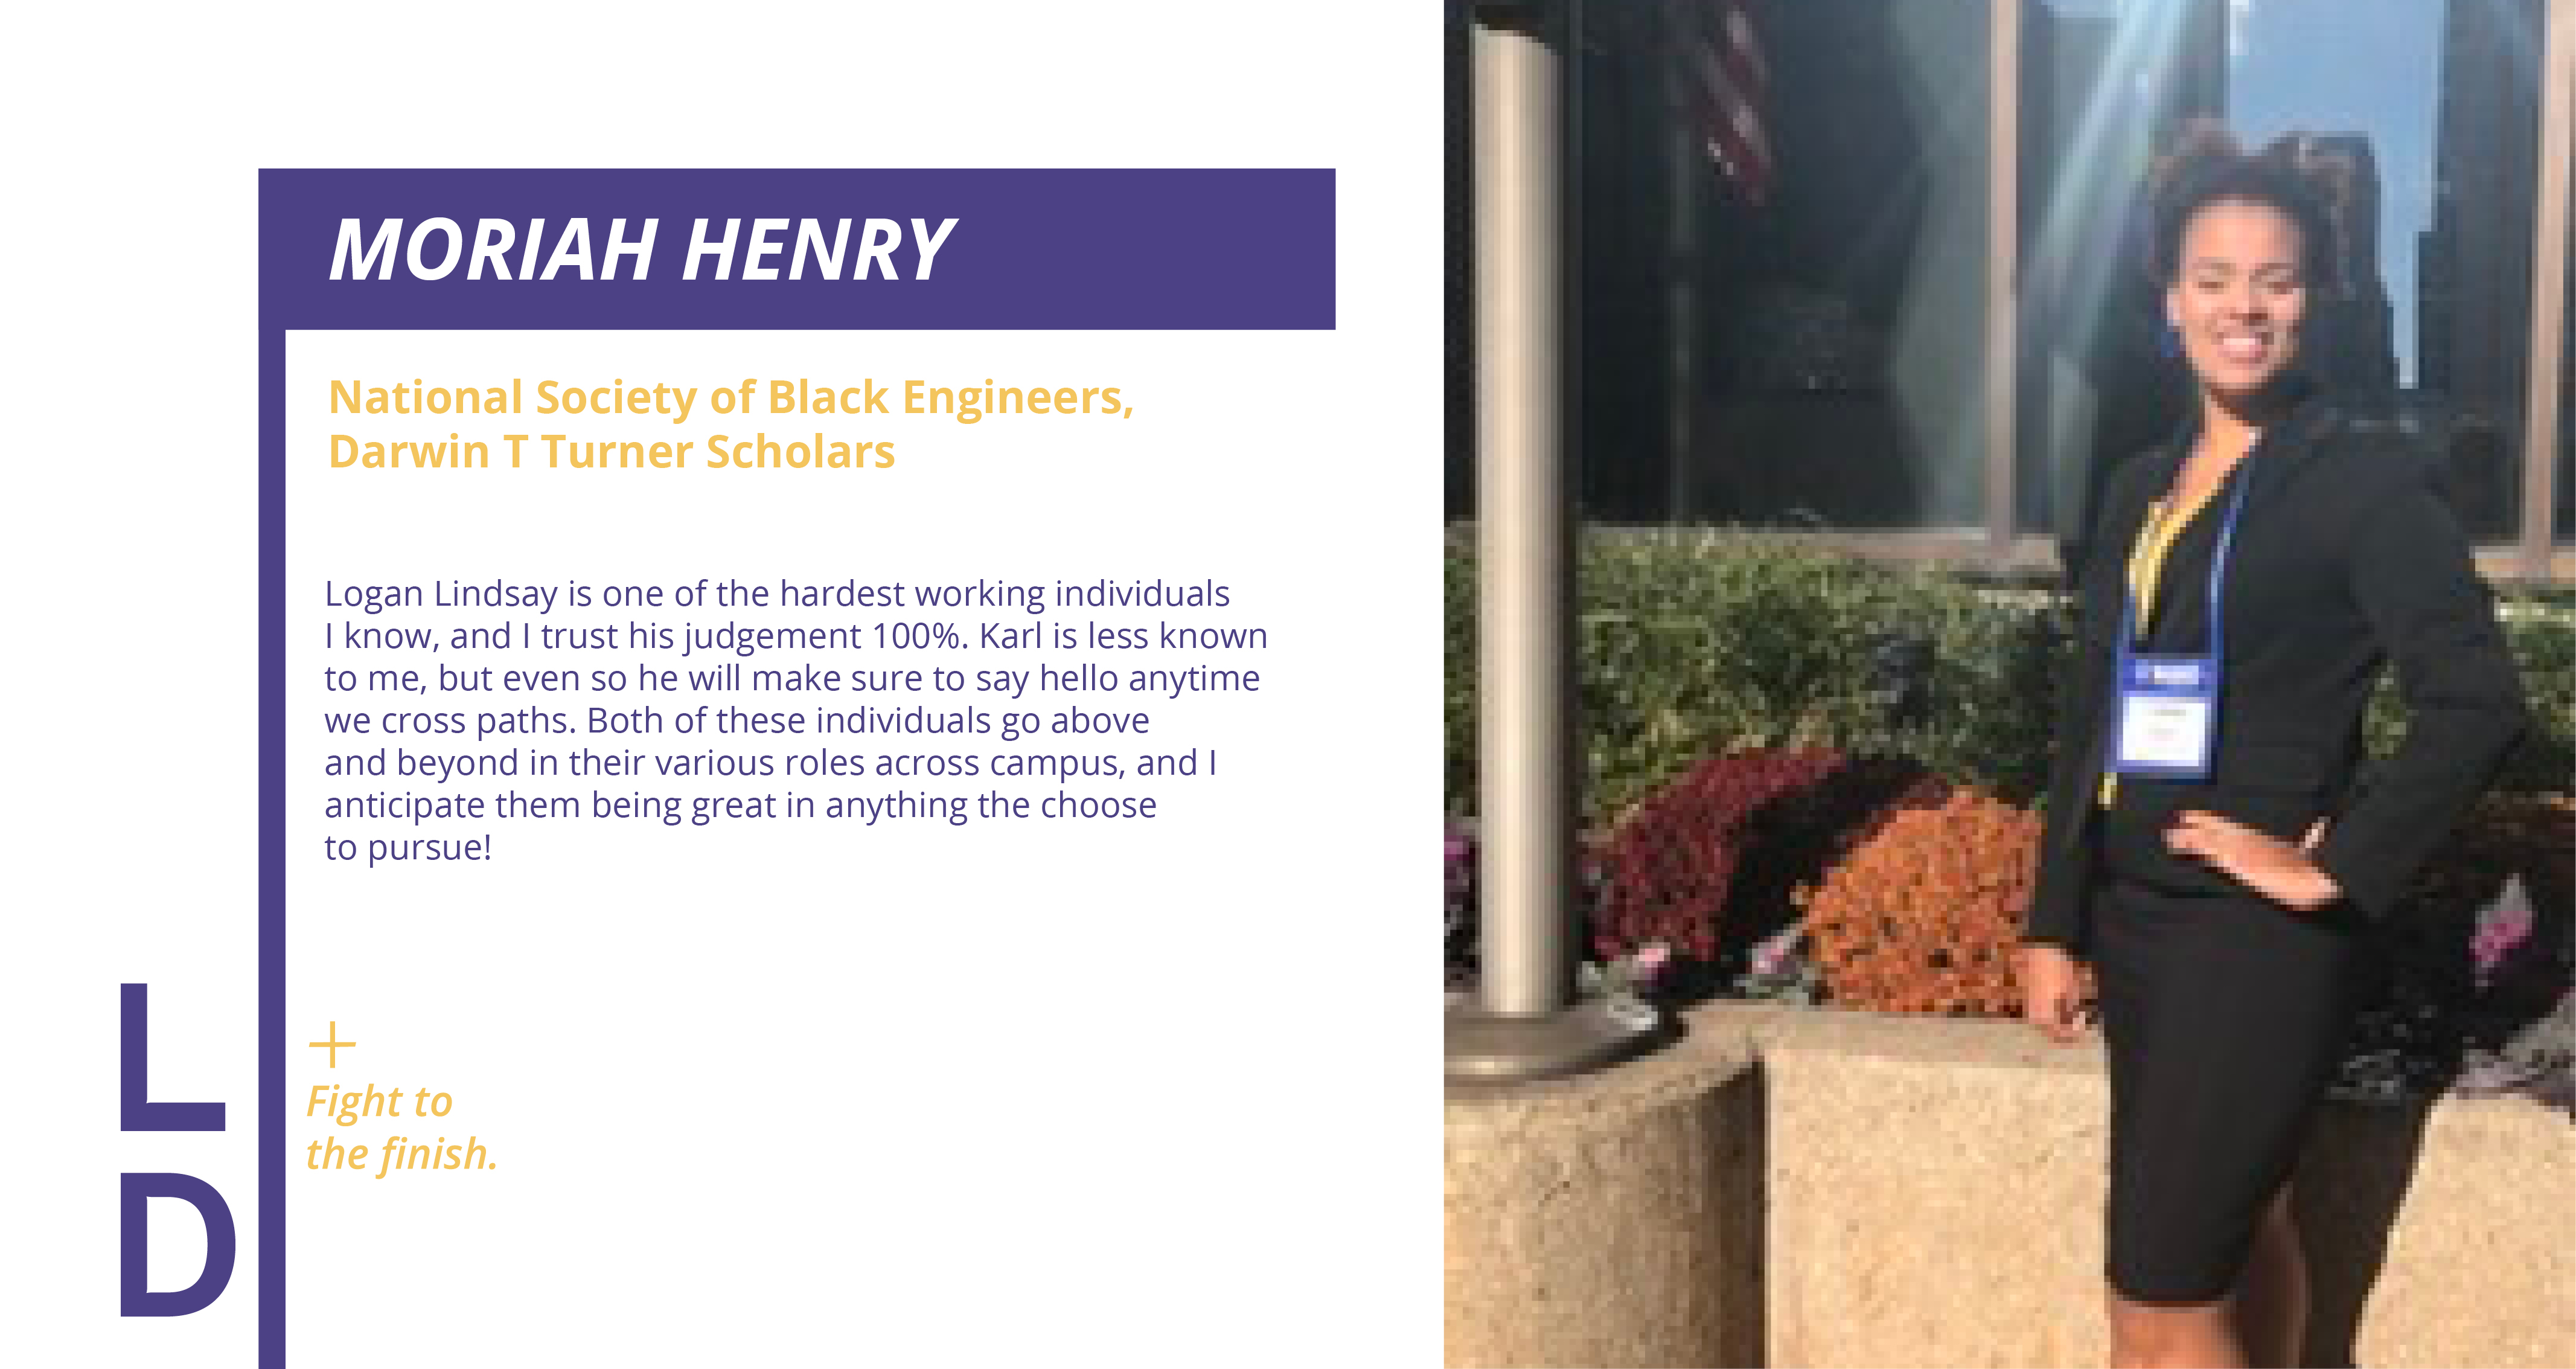 MORIAH HENRY
National Society of Black Engineers,
Darwin T Turner Scholars
Logan Lindsay is one of the hardest working individuals
I know, and I trust his judgement 100%. Karl is less known
to me, but even so he will make sure to say hello anytime
we cross paths. Both of these individuals go above
and beyond in their various roles across campus, and I
anticipate them being great in anything the choose
to pursue!
L
D
+
Fight to
the finish.